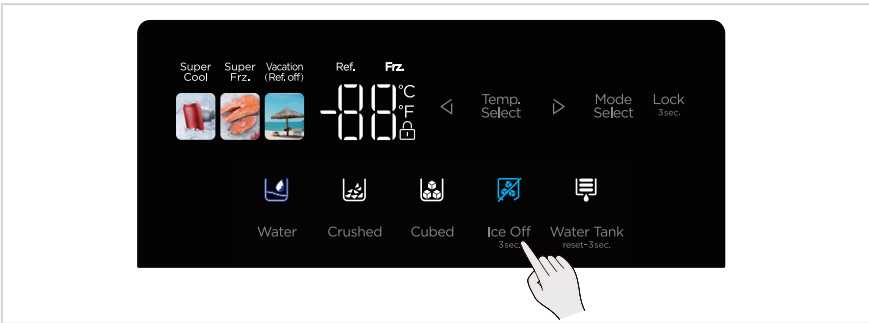 Super Cool
Super Frz.
Vacation (Ref. off)
Ref.
Frz.
-88
°C
°F
Temp. Select
Mode Select
Lock
3sec.
Water
Crushed
Cubed
Ice Off
3sec.
Water Tank
reset-3sec.